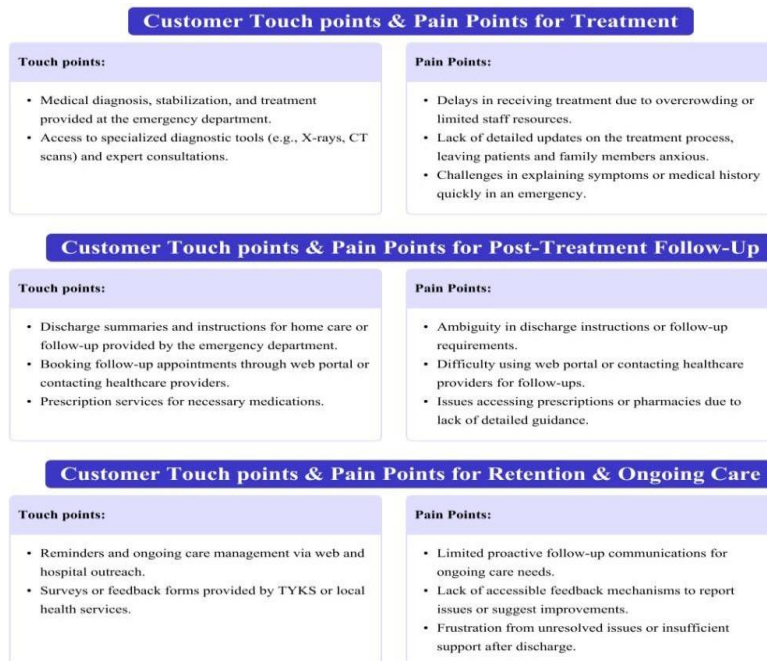 Customer Touch points & Pain Points for Treatment
Touch points:
• Medical diagnosis, stabilization, and treatment
provided at the emergency department.
• Access to specialized diagnostic tools (e.g., X-rays, CT
scans) and expert consultations.
Pain Points:
• Delays in receiving treatment due to overcrowding or
limited staff resources.
• Lack of detailed updates on the treatment process,
leaving patients and family members anxious.
• Challenges in explaining symptoms or medical history
quickly in an emergency.
Customer Touch points & Pain Points for Post-Treatment Follow-Up
Touch points:
• Discharge summaries and instructions for home care or
follow-up provided by the emergency department.
• Booking follow-up appointments through web portal or
contacting healthcare providers.
• Prescription services for necessary medications.
Pain Points:
• Ambiguity in discharge instructions or follow-up
requirements.
• Difficulty using web portal or contacting healthcare
providers for follow-ups.
• Issues accessing prescriptions or pharmacies due to
lack of detailed guidance.
Customer Touch points & Pain Points for Retention & Ongoing Care
Touch points:
• Reminders and ongoing care management via web and
hospital outreach.
• Surveys or feedback forms provided by TYKS or local
health services.
Pain Points:
• Limited proactive follow-up communications for
ongoing care needs.
• Lack of accessible feedback mechanisms to report
issues or suggest improvements.
• Frustration from unresolved issues or insufficient
support after discharge.